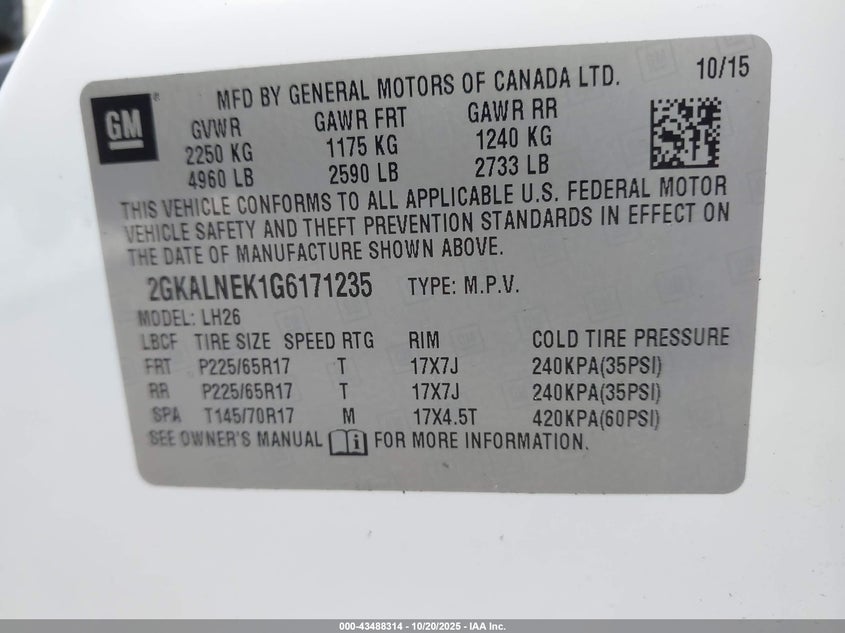 MFD BY GENERAL MOTORS OF CANADA LTD. 10/15
GM
GVWR GAWR FRT GAWR RR
2250 KG 1175 KG 1240 KG
4960 LB 2590 LB 2733 LB
THIS VEHICLE CONFORMS TO ALL APPLICABLE U.S. FEDERAL MOTOR
VEHICLE SAFETY AND THEFT PREVENTION STANDARDS IN EFFECT ON
THE DATE OF MANUFACTURE SHOWN ABOVE.
2GKALNEK1G6171235 TYPE: M.P.V.
MODEL: LH26
LBCF TIRE SIZE SPEED RTG RIM COLD TIRE PRESSURE
FRT P225/65R17 T 17X7J 240KPA(35PSI)
RR P225/65R17 T 17X7J 240KPA(35PSI)
SPA T145/70R17 M 17X4.5T 420KPA(60PSI)
SEE OWNER'S MANUAL i FOR MORE INFORMATION.
000-43488314 - 10/20/2025 - IAA Inc.